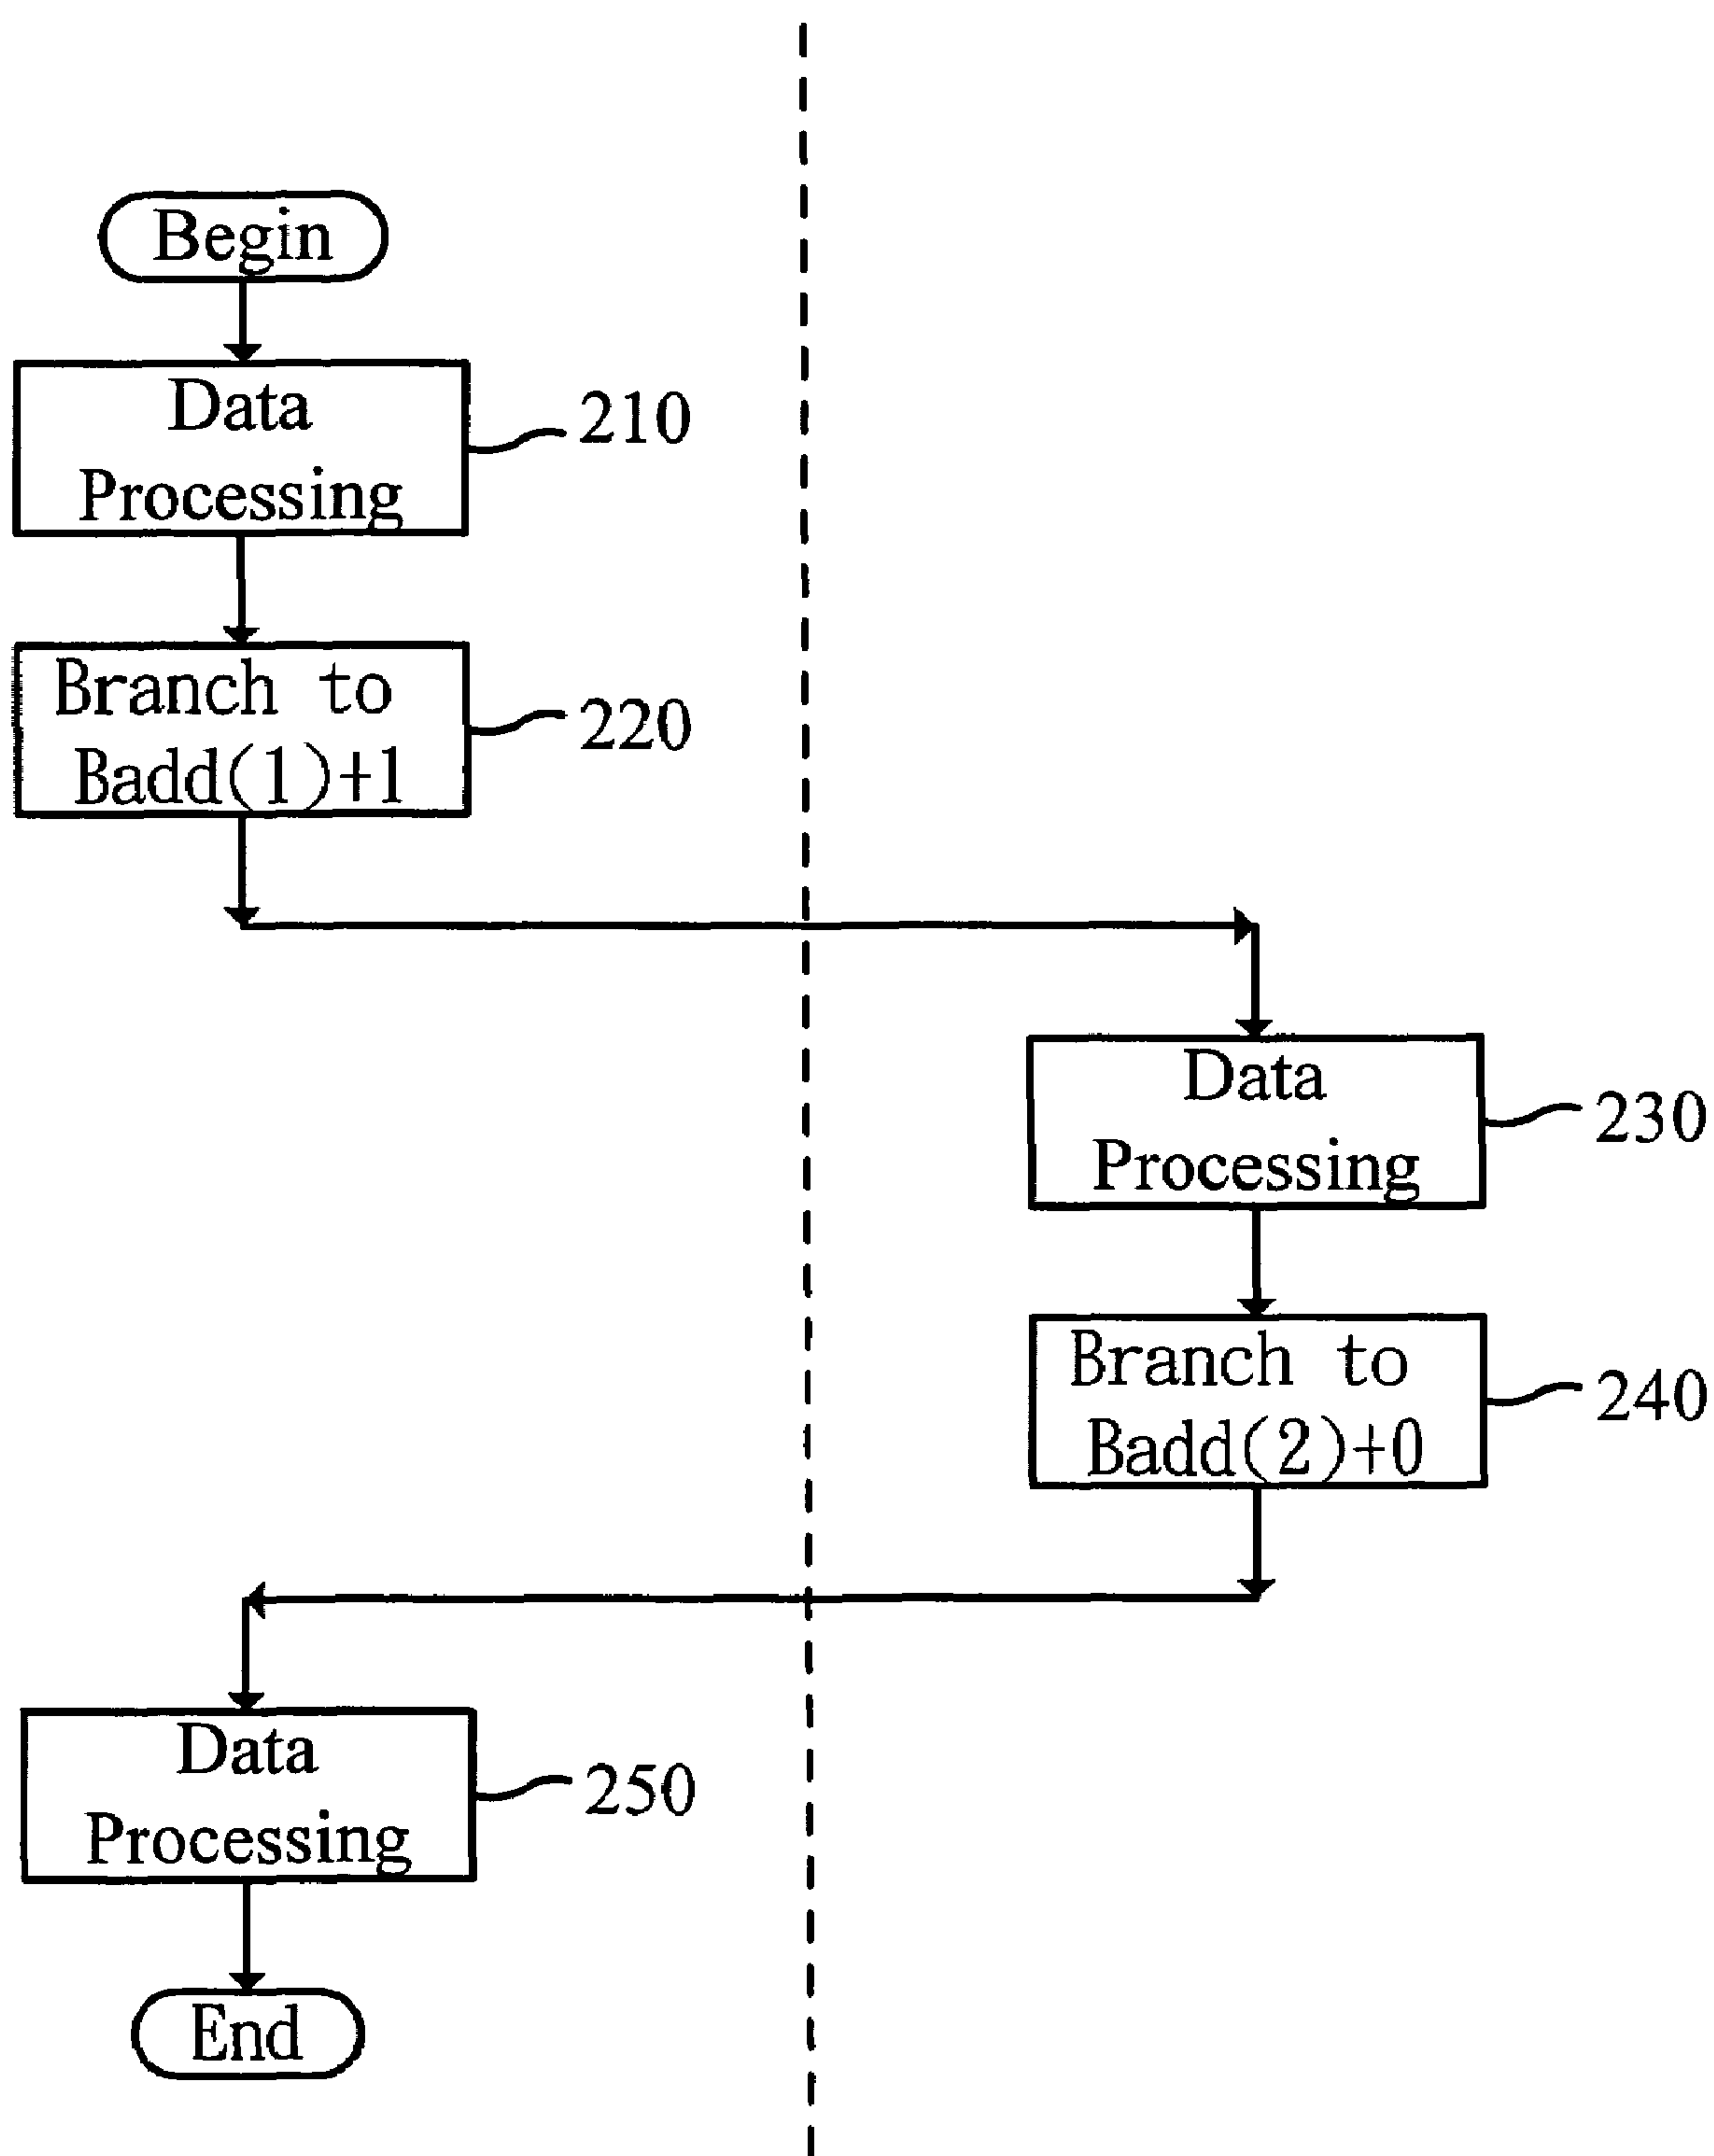 Begin
Data
Processing
210
Branch to
Badd(1)+1
220
Data
Processing
230
Branch to
Badd(2)+0
240
Data
Processing
250
End